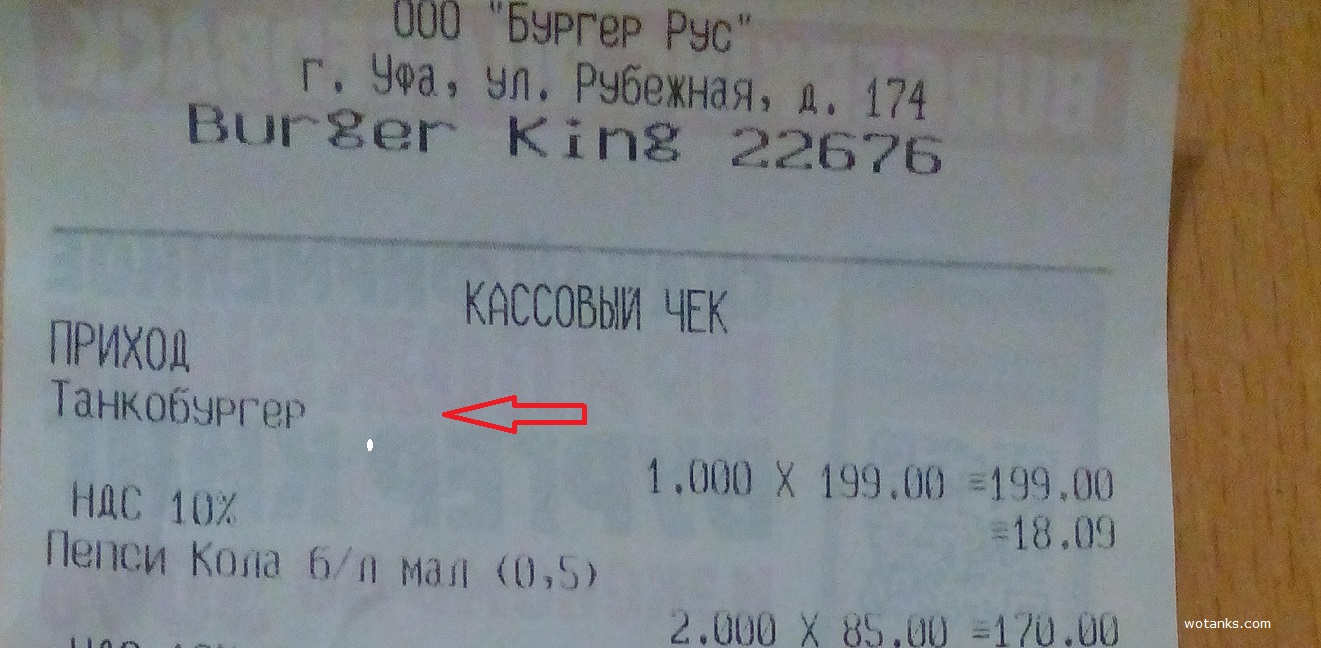 ООО "Бургер Рус"
г. Уфа, ул. Рубежная, д. 174
Burger King 22676
КАССОВЫЙ ЧЕК
ПРИХОД
Танкобургер
1.000 X 199.00 =199.00
НДС 10% =18.09
Пепси Кола б/л мал (0,5)
2.000 X 85.00 =170.00
wotanks.com